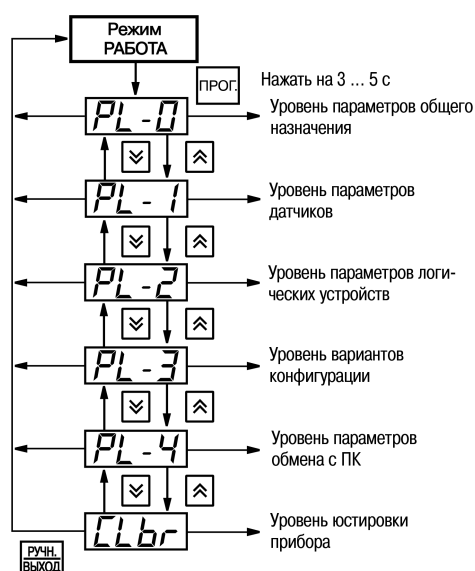 Режим
РАБОТА
ПРОГ.
Нажать на 3 ... 5 с
PL-0
Уровень параметров общего
назначения
PL-1
Уровень параметров
датчиков
PL-2
Уровень параметров логи-
ческих устройств
PL-3
Уровень вариантов
конфигурации
PL-4
Уровень параметров
обмена с ПК
CLbr
Уровень юстировки
прибора
РУЧН.
ВЫХОД